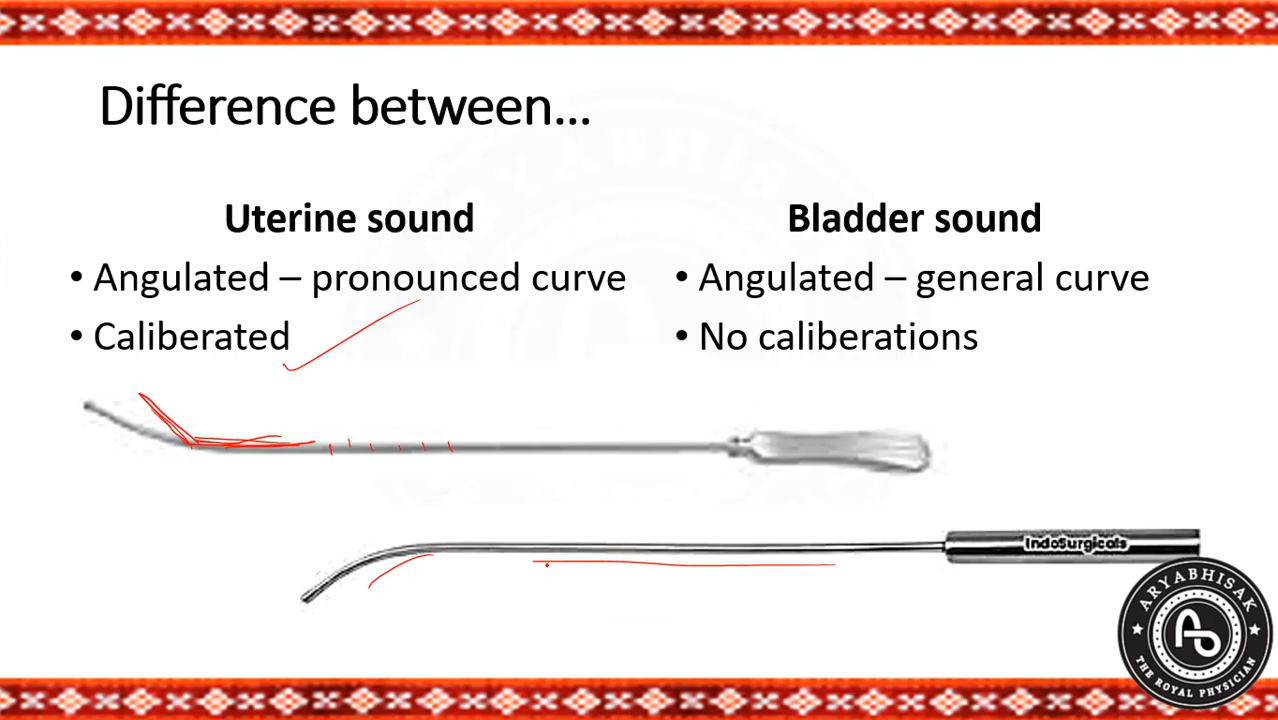 Difference between...
Uterine sound
• Angulated – pronounced curve
• Caliberated
Bladder sound
• Angulated – general curve
• No caliberations
IndoSurgicals
ARYABHISAK
THE ROYAL PHYSICIAN
ARYABHISAK